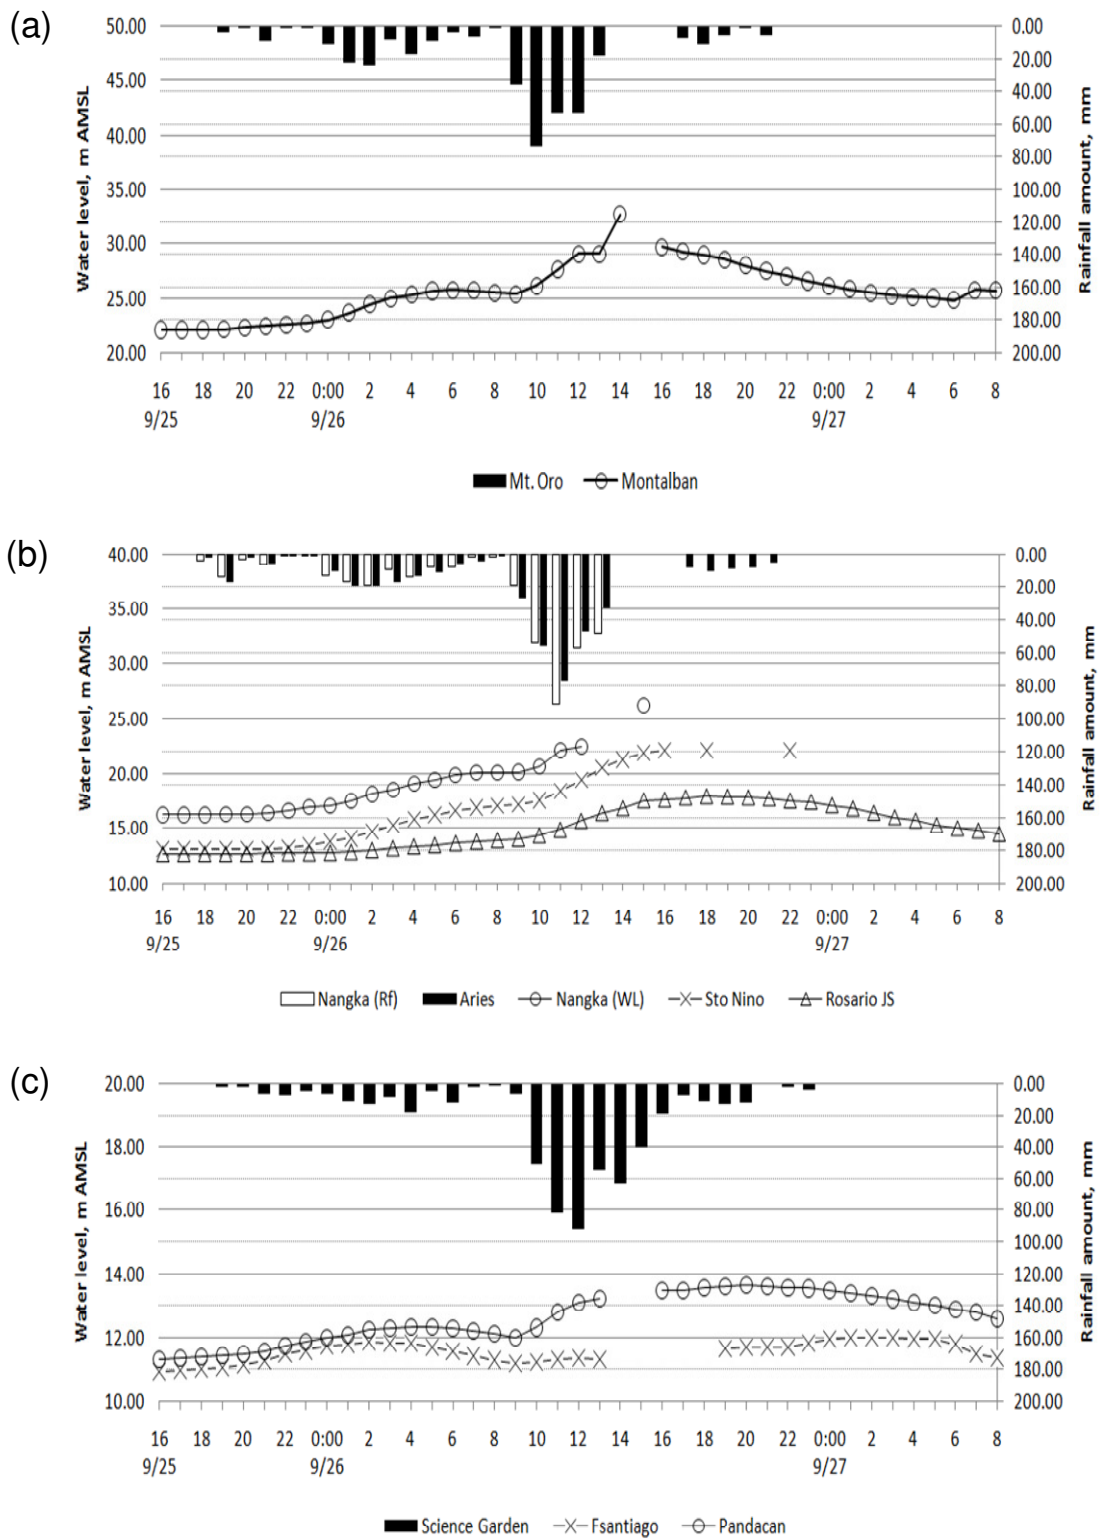 (a)
50.00 0.00
20.00
45.00 40.00
60.00
40.00 80.00
35.00 100.00
120.00
30.00 140.00
25.00 160.00
180.00
20.00 200.00
Water level, m AMSL
Rainfall amount, mm
16 18 20 22 0:00 2 4 6 8 10 12 14 16 18 20 22 0:00 2 4 6 8
9/25 9/26 9/27
Mt. Oro Montalban
(b)
40.00 0.00
20.00
35.00 40.00
30.00 60.00
80.00
25.00 100.00
20.00 120.00
140.00
15.00 160.00
180.00
10.00 200.00
Water level, m AMSL
Rainfall amount, mm
16 18 20 22 0:00 2 4 6 8 10 12 14 16 18 20 22 0:00 2 4 6 8
9/25 9/26 9/27
Nangka (Rf) Aries Nangka (WL) Sto Nino Rosario JS
(c)
20.00 0.00
20.00
18.00 40.00
60.00
16.00 80.00
100.00
14.00 120.00
140.00
12.00 160.00
180.00
10.00 200.00
Water level, m AMSL
Rainfall amount, mm
16 18 20 22 0:00 2 4 6 8 10 12 14 16 18 20 22 0:00 2 4 6 8
9/25 9/26 9/27
Science Garden Fsantiago Pandacan